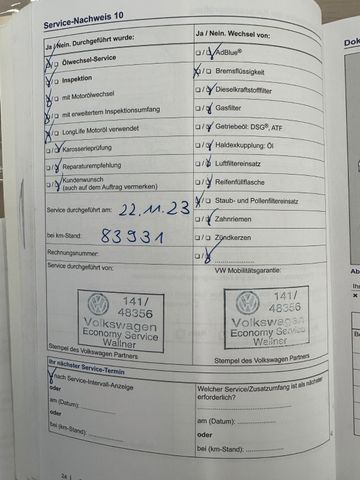 Service-Nachweis 10
Ja / Nein. Durchgeführt wurde:
Ölwechsel-Service
Inspektion
mit Motorölwechsel
mit erweitertem Inspektionsumfang
LongLife Motoröl verwendet
Karosserieprüfung
Reparaturempfehlung
Kundenwunsch
(auch auf dem Auftrag vermerken)
Service durchgeführt am: 22.11.23
bei km-Stand: 83931
Rechnungsnummer:
Service durchgeführt von:
141/
48356
Volkswagen
Economy Service
Wallner
Stempel des Volkswagen Partners
Ja / Nein. Wechsel von:
AdBlue®
Bremsflüssigkeit
Dieselkraftstofffilter
Gasfilter
Getriebeöl: DSG®, ATF
Haldexkupplung: Öl
Luftfiltereinsatz
Reifenfüllflasche
Staub- und Pollenfiltereinsatz
Zahnriemen
Zündkerzen
VW Mobilitätsgarantie:
141/
48356
Volkswagen
Economy Service
Wallner
Stempel des Volkswagen Partners
Ihr nächster Service-Termin
nach Service-Intervall-Anzeige
oder
am (Datum):
oder
bei (km-Stand):
Welcher Service/Zusatzumfang ist als nächster
erforderlich?
am (Datum):
oder
bei (km-Stand):
24